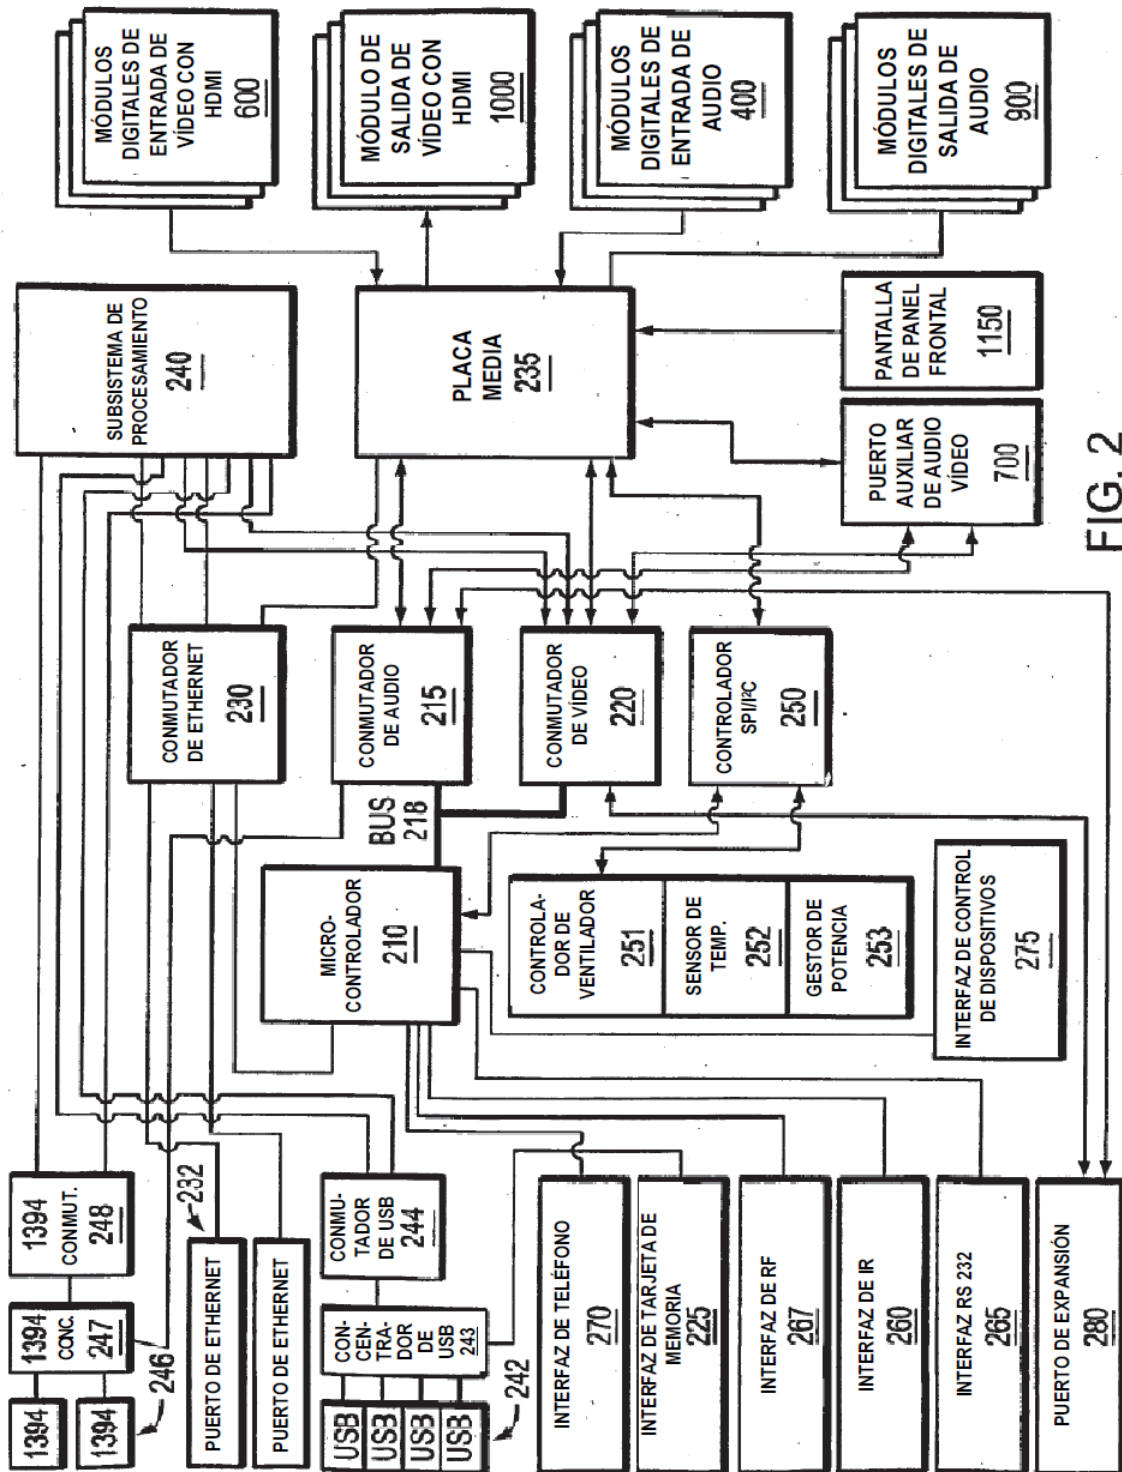 MÓDULOS
DIGITALES DE
ENTRADA DE
VÍDEO CON
HDMI
600
MÓDULO DE
SALIDA DE
VÍDEO CON
HDMI
1000
MÓDULOS
DIGITALES DE
ENTRADA DE
AUDIO
400
MÓDULOS
DIGITALES DE
SALIDA DE
AUDIO
900
SUBSISTEMA DE
PROCESAMIENTO
240
PLACA
MEDIA
235
PANTALLA
DE PANEL
FRONTAL
1150
PUERTO
AUXILIAR
DE AUDIO
VÍDEO
700
CONMUTADOR
DE ETHERNET
230
CONMUTADOR
DE AUDIO
215
CONMUTADOR
DE VÍDEO
220
CONTROLADOR
SPI/I²C
250
BUS
218
MICRO-
CONTROLADOR
210
CONTROLA-
DOR DE
VENTILADOR
251
SENSOR DE
TEMP.
252
GESTOR DE
POTENCIA
253
INTERFAZ DE CONTROL
DE DISPOSITIVOS
275
1394
CONMUT.
248
232
1394
CONC.
247
246
1394
1394
PUERTO DE ETHERNET
PUERTO DE ETHERNET
CONMU-
TADOR
DE USB
244
CON-
CEN-
TRA-
DOR
DE
USB
243
USB
USB
USB
USB
242
INTERFAZ DE TELÉFONO
270
INTERFAZ DE TARJETA DE
MEMORIA
225
INTERFAZ DE RF
267
INTERFAZ DE IR
260
INTERFAZ RS 232
265
PUERTO DE EXPANSIÓN
280
FIG. 2